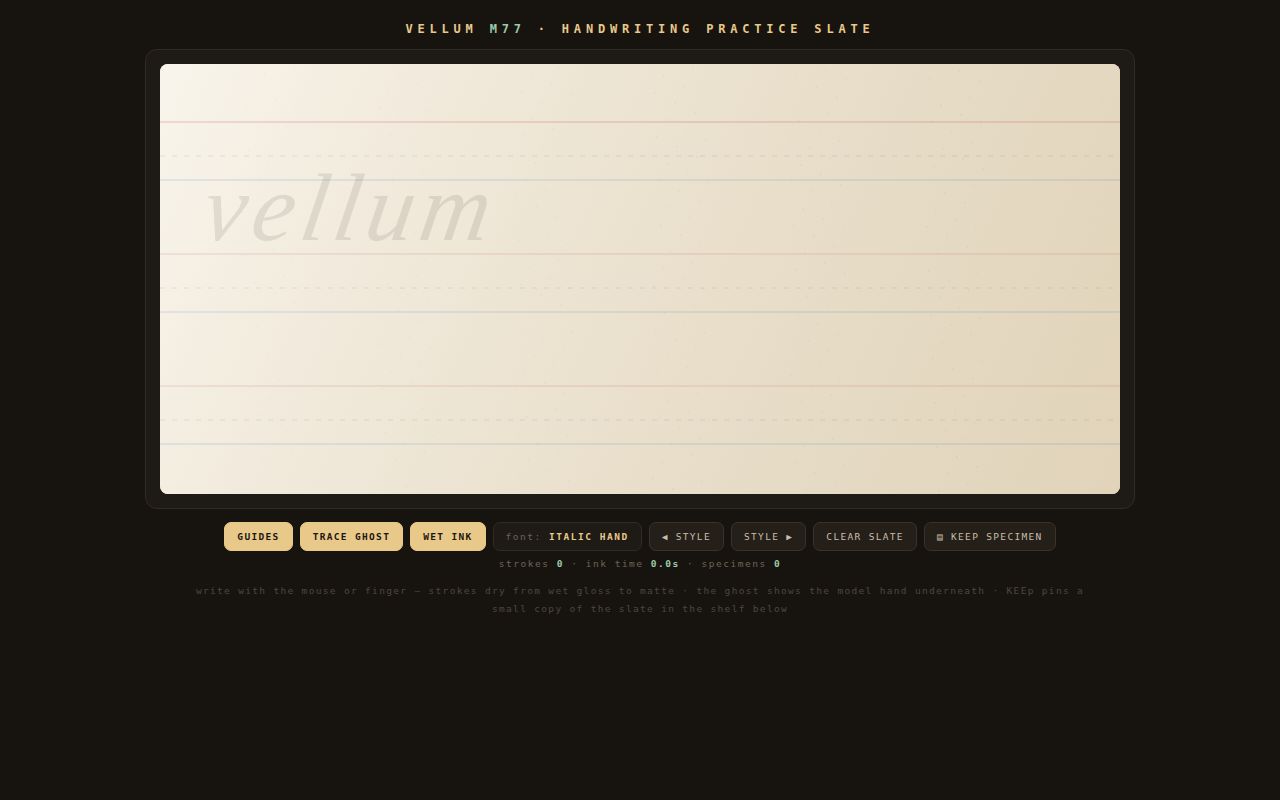 VELLUM M77 · HANDWRITING PRACTICE SLATE
vellum
GUIDES TRACE GHOST WET INK font: ITALIC HAND ◀ STYLE STYLE ▶ CLEAR SLATE ▤ KEEP SPECIMEN
strokes 0 · ink time 0.0s · specimens 0
write with the mouse or finger — strokes dry from wet gloss to matte · the ghost shows the model hand underneath · KEEp pins a
small copy of the slate in the shelf below